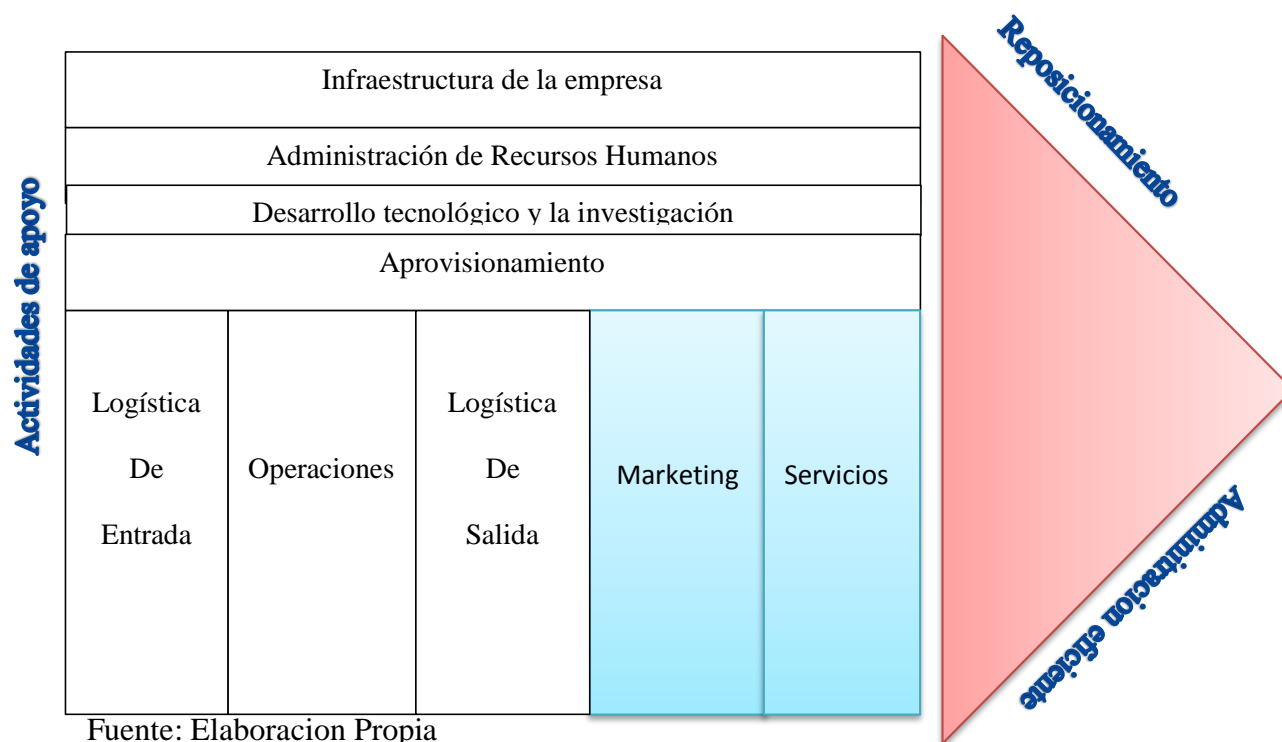 Reposicionamiento
Infraestructura de la empresa
Administración de Recursos Humanos
Desarrollo tecnológico y la investigación
Aprovisionamiento
Actividades de apoyo
Logística
De
Entrada
Operaciones
Logística
De
Salida
Marketing
Servicios
Adminitracion eficiente
Fuente: Elaboracion Propia